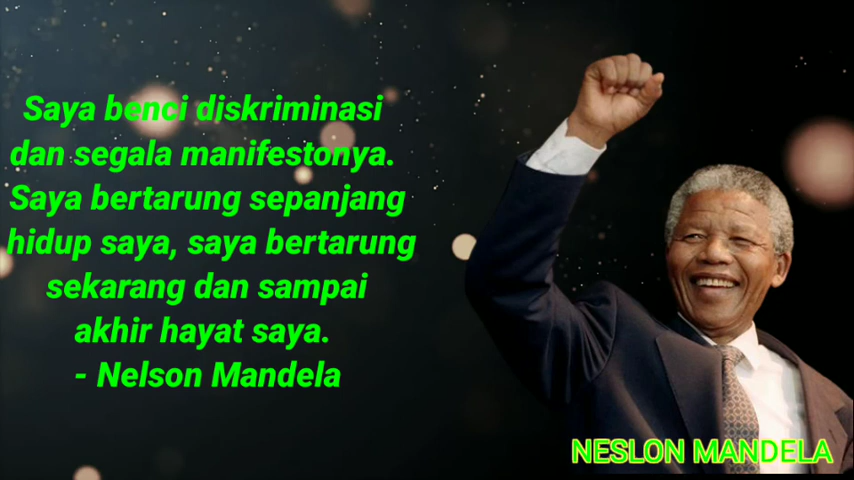 Saya benci diskriminasi
dan segala manifestonya.
Saya bertarung sepanjang
hidup saya, saya bertarung
sekarang dan sampai
akhir hayat saya.
- Nelson Mandela
NESLON MANDELA